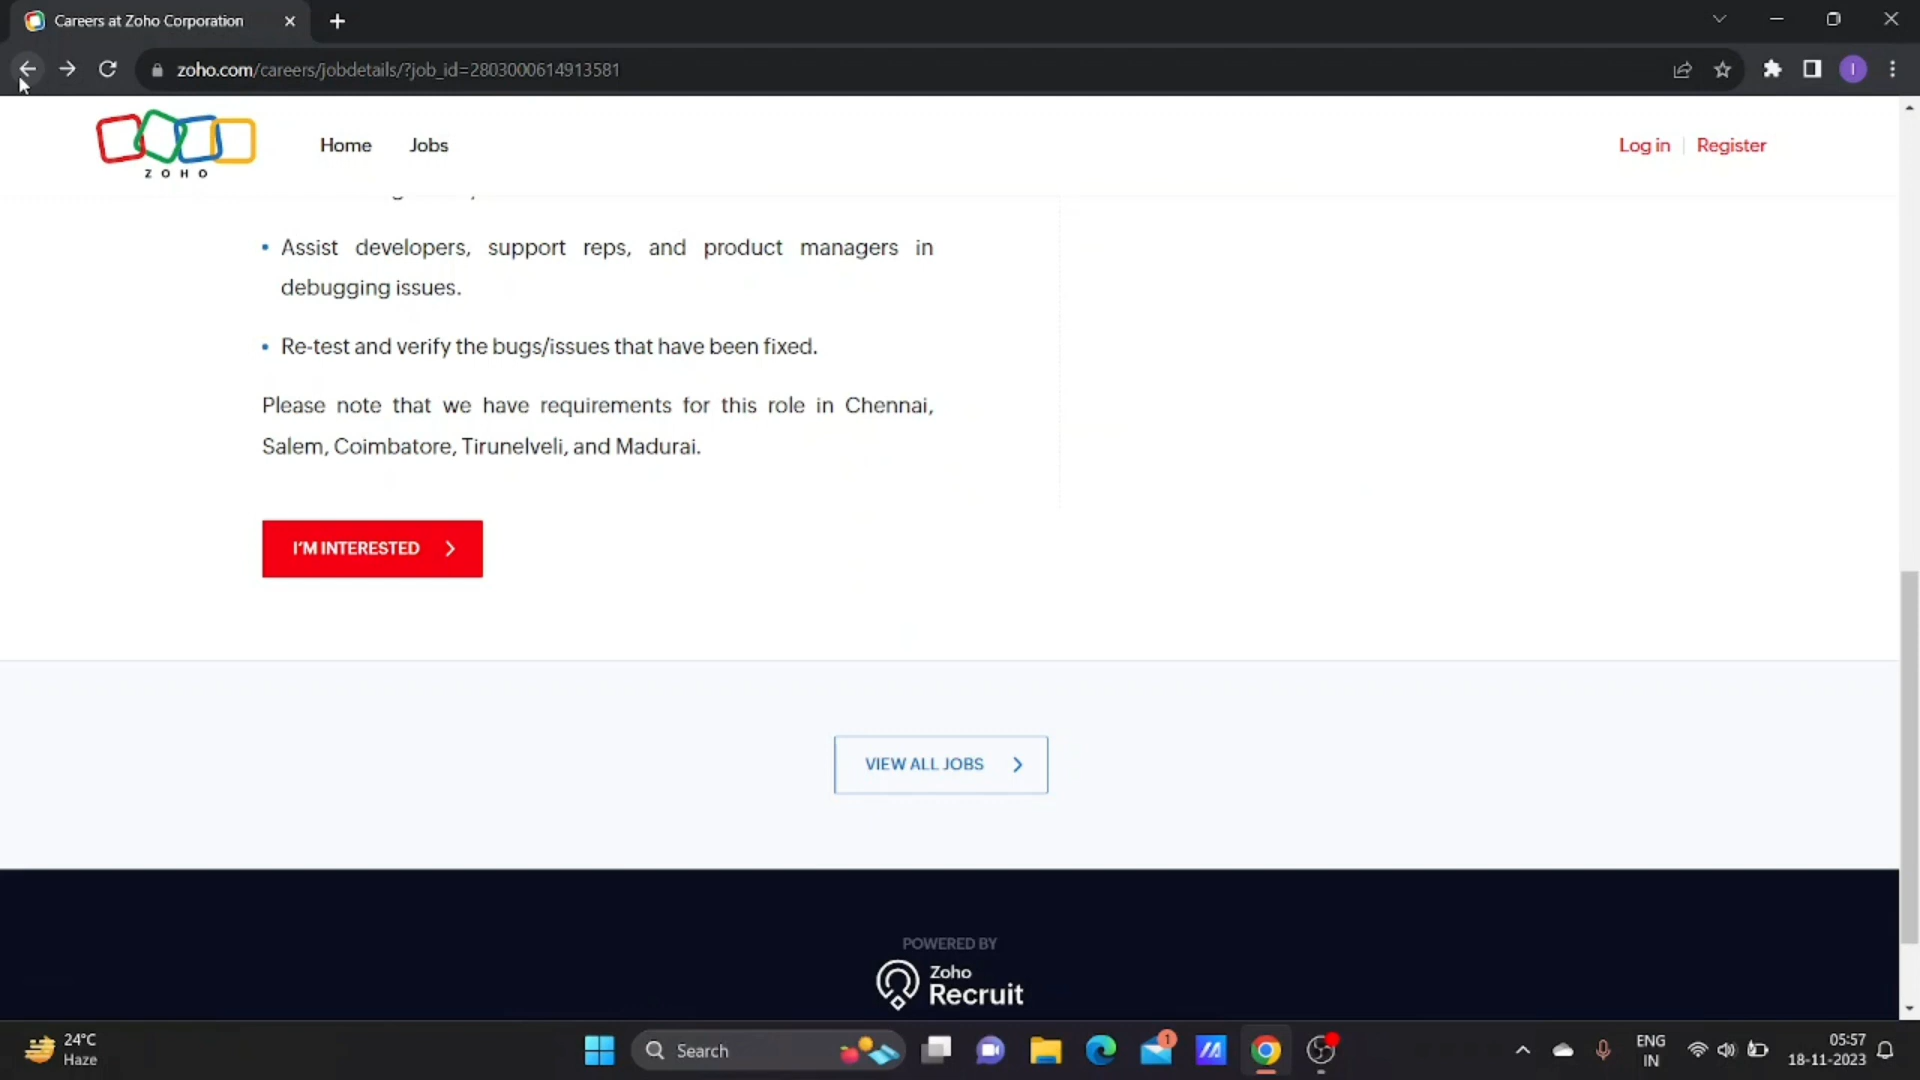 Careers at Zoho Corporation
zoho.com/careers/jobdetails/?job_id=2803000614913581
I
ZOHO
Home
Jobs
Log in
Register
• Assist developers, support reps, and product managers in
debugging issues.
• Re-test and verify the bugs/issues that have been fixed.
Please note that we have requirements for this role in Chennai,
Salem, Coimbatore, Tirunelveli, and Madurai.
I'M INTERESTED
VIEW ALL JOBS
POWERED BY
Zoho
Recruit
24°C
Haze
Search
1
ENG
IN
05:57
18-11-2023